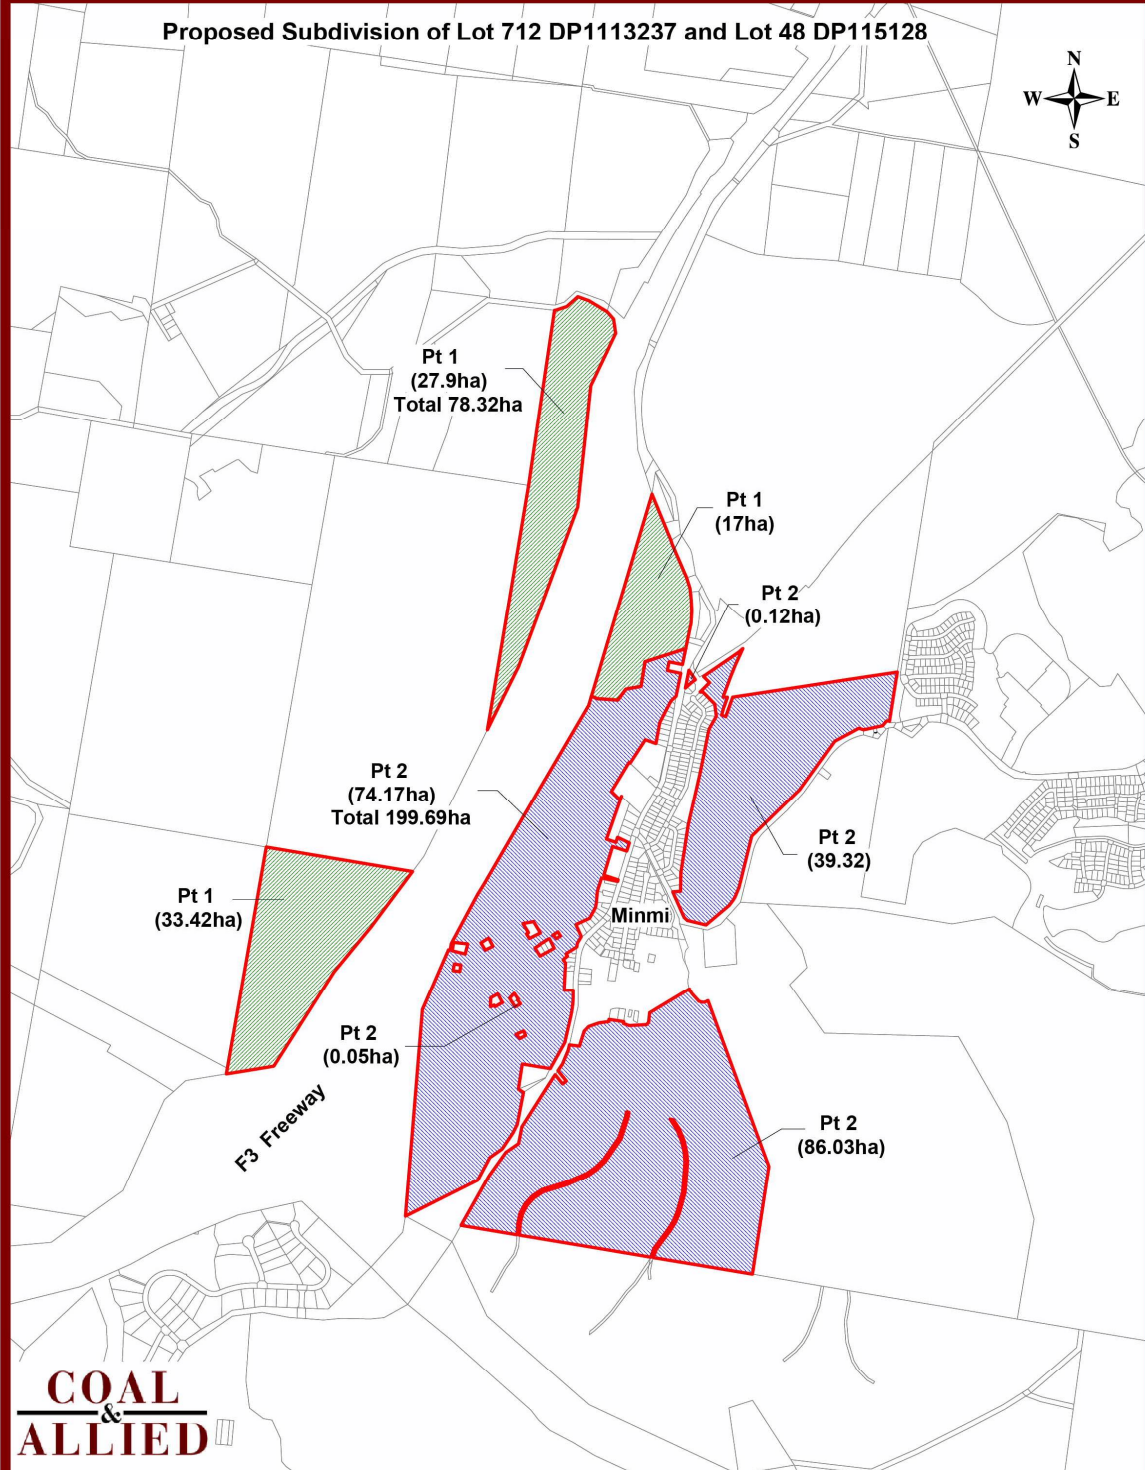 Proposed Subdivision of Lot 712 DP1113237 and Lot 48 DP115128
N
W
E
S
Pt 1
(27.9ha)
Total 78.32ha
Pt 1
(17ha)
Pt 2
(0.12ha)
Pt 2
(74.17ha)
Total 199.69ha
Pt 2
(39.32)
Pt 1
(33.42ha)
Minmi
Pt 2
(0.05ha)
F3 Freeway
Pt 2
(86.03ha)
COAL
&
ALLIED